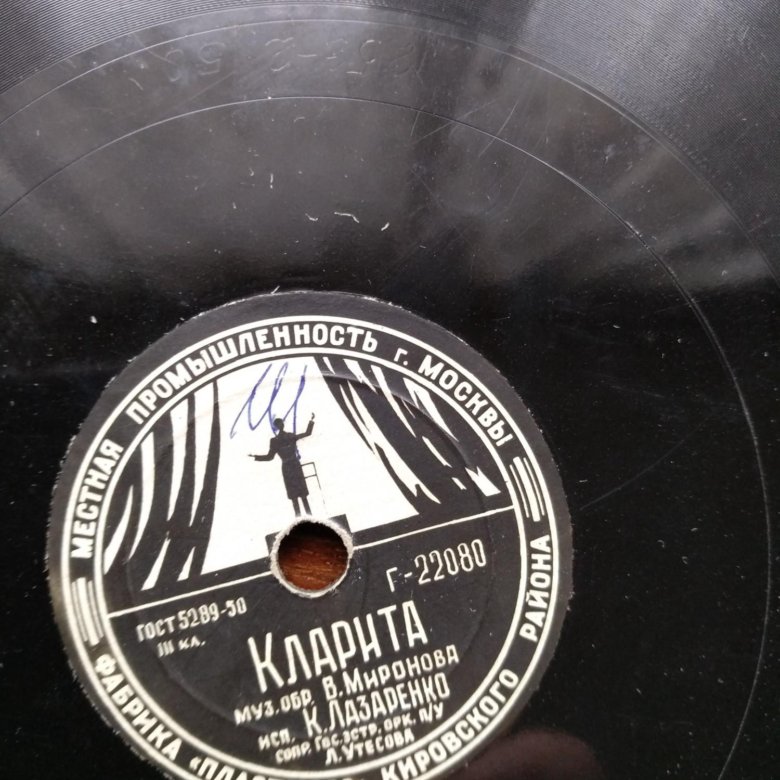 МЕСТНАЯ ПРОМЫШЛЕННОСТЬ г. МОСКВЫ
ГОСТ 5289-50
Г-22080
III КЛ.
КЛАРИТА
МУЗ. ОБР. В. МИРОНОВА
ИСП. К. ЛАЗАРЕНКО
СОПР. ГОС. ЭСТР. ОРК. П/У
Л. УТЕСОВА
ФАБРИКА КИРОВСКОГО РАЙОНА